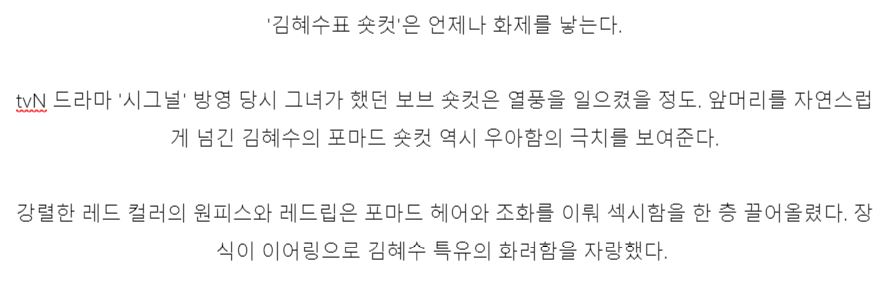 '김혜수표 숏컷'은 언제나 화제를 낳는다.
tvN 드라마 '시그널' 방영 당시 그녀가 했던 보브 숏컷은 열풍을 일으켰을 정도. 앞머리를 자연스럽
게 넘긴 김혜수의 포마드 숏컷 역시 우아함의 극치를 보여준다.
강렬한 레드 컬러의 원피스와 레드립은 포마드 헤어와 조화를 이뤄 섹시함을 한 층 끌어올렸다. 장
식이 이어링으로 김혜수 특유의 화려함을 자랑했다.